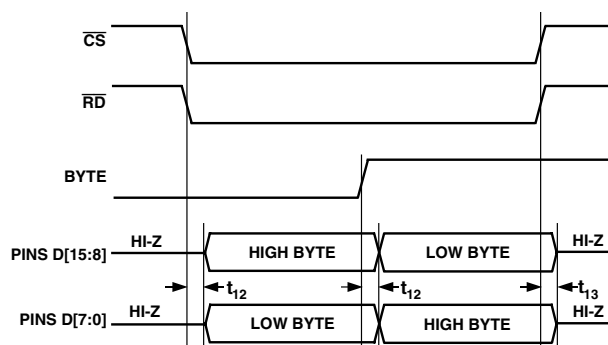 CS
RD
BYTE
PINS D[15:8] HI-Z HIGH BYTE LOW BYTE HI-Z
t12 t12 t13
PINS D[7:0] HI-Z LOW BYTE HIGH BYTE HI-Z